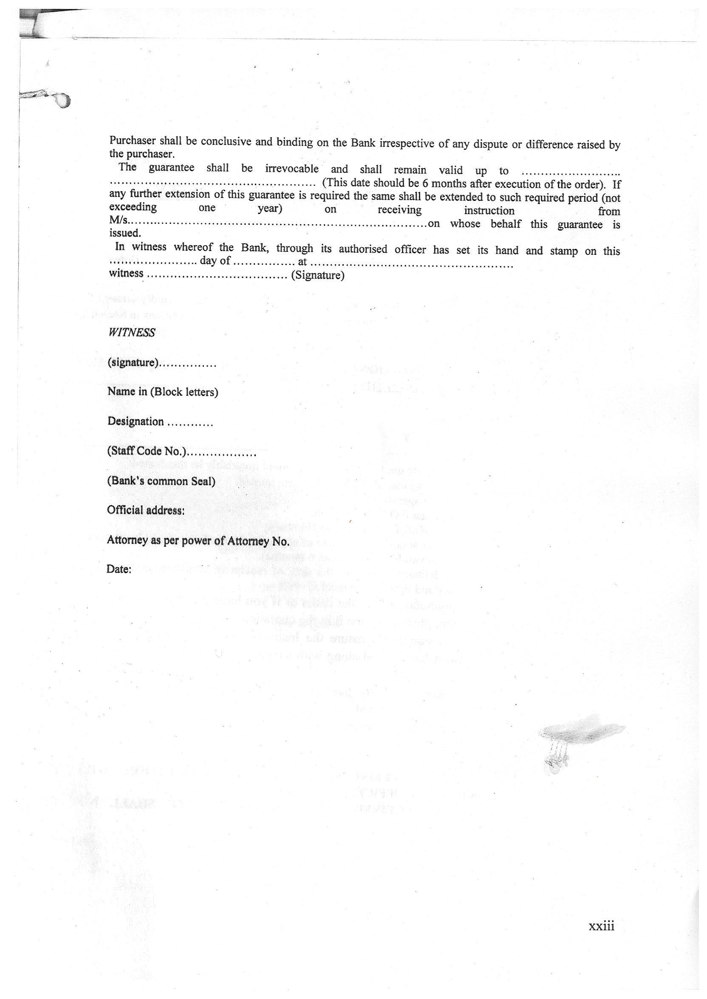 Purchaser shall be conclusive and binding on the Bank irrespective of any dispute or difference raised by
the purchaser.
The guarantee shall be irrevocable and shall remain valid up to ..........................
...................................................... (This date should be 6 months after execution of the order). If
any further extension of this guarantee is required the same shall be extended to such required period (not
exceeding one year) on receiving instruction from
M/s..............................................................................on whose behalf this guarantee is
issued.
In witness whereof the Bank, through its authorised officer has set its hand and stamp on this
....................... day of ................ at .....................................................
witness .................................... (Signature)
WITNESS
(signature)...............
Name in (Block letters)
Designation ............
(Staff Code No.)..................
(Bank's common Seal)
Official address:
Attorney as per power of Attorney No.
Date:
xxiii